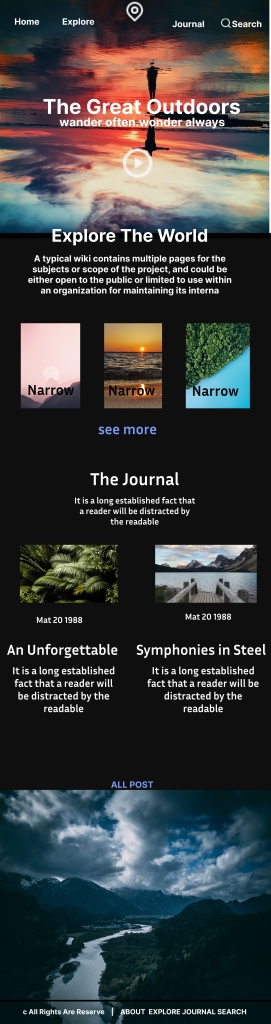 Home Explore Journal Search
The Great Outdoors
wander often.wonder always
Explore The World
A typical wiki contains multiple pages for the
subjects or scope of the project, and could be
either open to the public or limited to use within
an organization for maintaining its interna
Narrow Narrow Narrow
see more
The Journal
It is a long established fact that
a reader will be distracted by
the readable
Mat 20 1988
An Unforgettable
It is a long established
fact that a reader will
be distracted by the
readable
Mat 20 1988
Symphonies in Steel
It is a long established
fact that a reader will be
distracted by the
readable
ALL POST
c All Rights Are Reserve | ABOUT EXPLORE JOURNAL SEARCH